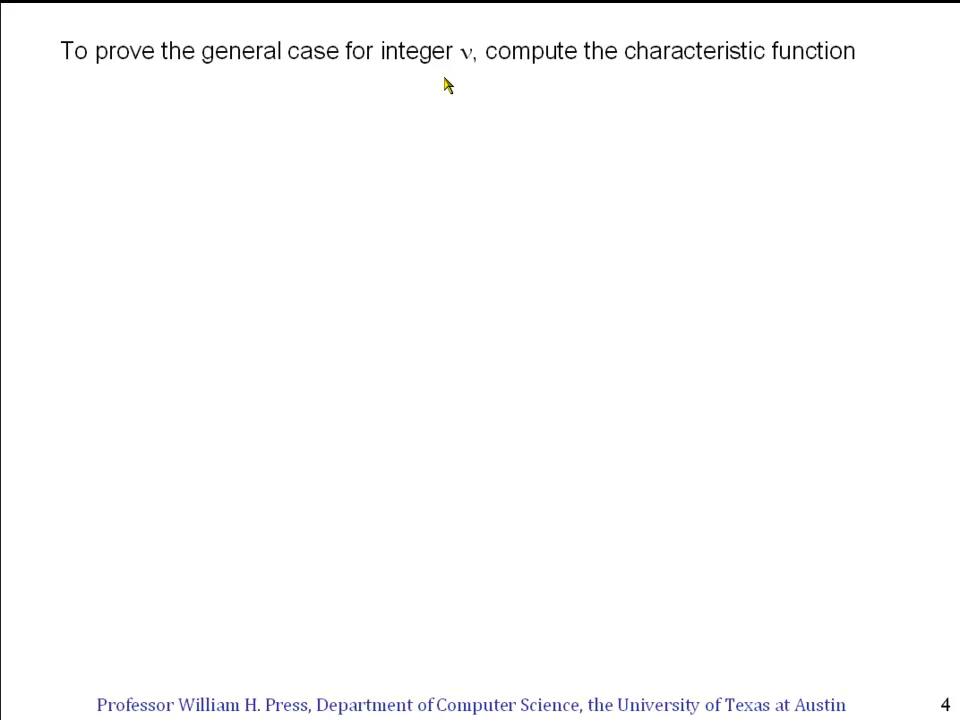 To prove the general case for integer ν, compute the characteristic function
Professor William H. Press, Department of Computer Science, the University of Texas at Austin
4